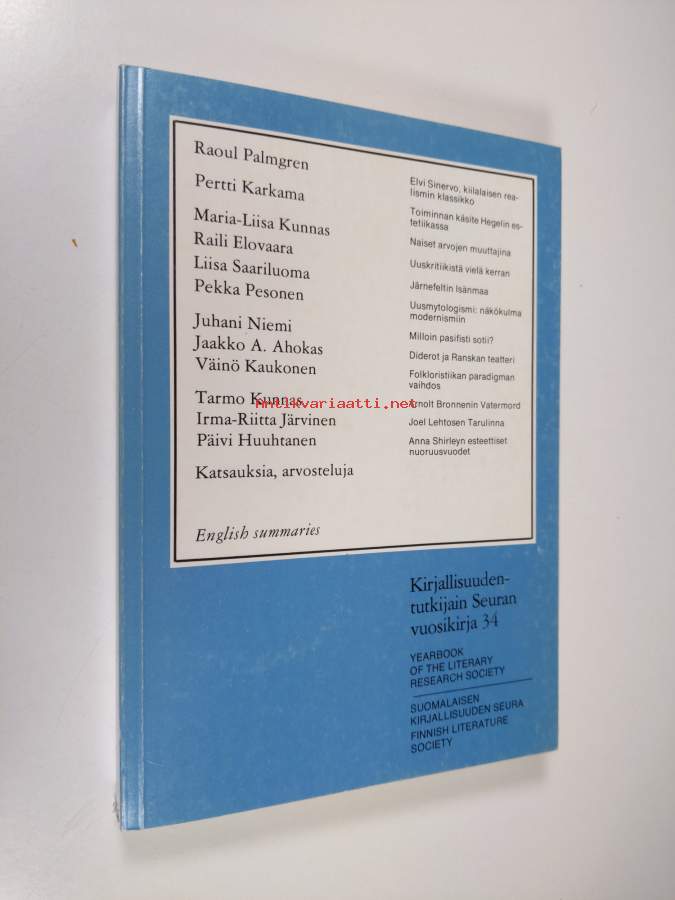 Raoul Palmgren
Elvi Sinervo, kiilalaisen rea-
lismin klassikko
Pertti Karkama
Toiminnan käsite Hegelin es-
tetiikassa
Maria-Liisa Kunnas
Naiset arvojen muuttajina
Raili Elovaara
Uuskritiikistä vielä kerran
Liisa Saariluoma
Järnefeltin Isänmaa
Pekka Pesonen
Uusmytologismi: näkökulma
modernismiin
Juhani Niemi
Milloin pasifisti sotii?
Jaakko A. Ahokas
Diderot ja Ranskan teatteri
Väinö Kaukonen
Folkloristiikan paradigman
vaihdos
Tarmo Kunnas
Arnolt Bronnenin Vatermord
Irma-Riitta Järvinen
Joel Lehtosen Tarulinna
Päivi Huuhtanen
Anna Shirleyn esteettiset
nuoruusvuodet
Katsauksia, arvosteluja
English summaries
antikvariaatti.net
Kirjallisuuden-
tutkijain Seuran
vuosikirja 34
YEARBOOK
OF THE LITERARY
RESEARCH SOCIETY
SUOMALAISEN
KIRJALLISUUDEN SEURA
FINNISH LITERATURE
SOCIETY